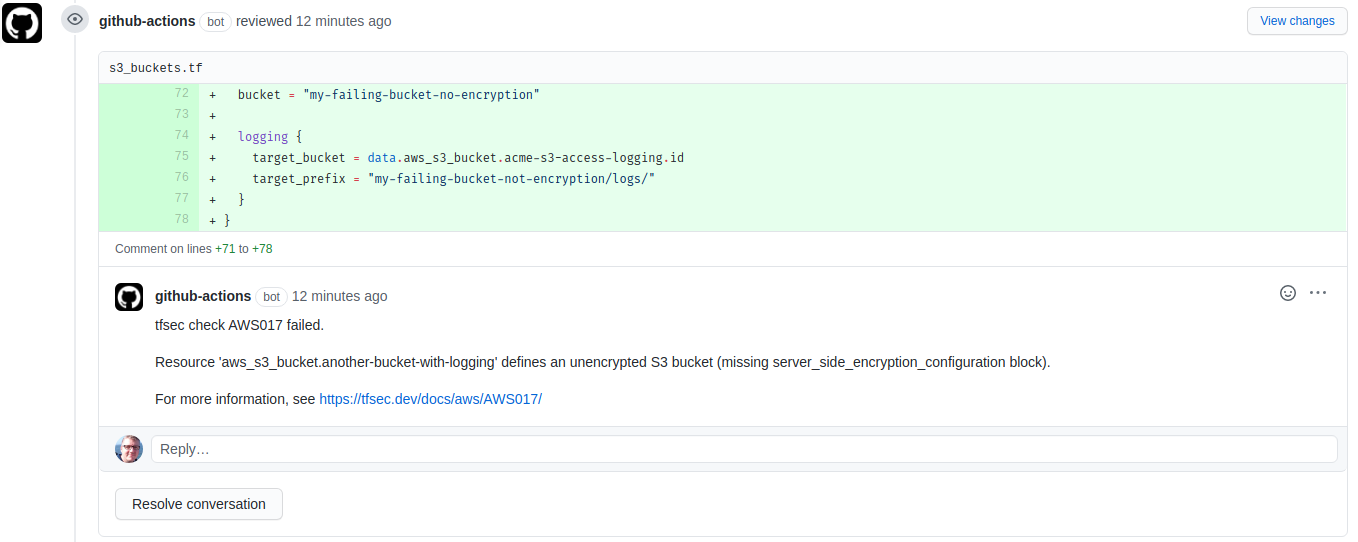 github-actions bot reviewed 12 minutes ago
View changes
s3_buckets.tf
72 + bucket = "my-failing-bucket-no-encryption"
73 +
74 + logging {
75 + target_bucket = data.aws_s3_bucket.acme-s3-access-logging.id
76 + target_prefix = "my-failing-bucket-not-encryption/logs/"
77 + }
78 + }
Comment on lines +71 to +78
github-actions bot 12 minutes ago
tfsec check AWS017 failed.
Resource 'aws_s3_bucket.another-bucket-with-logging' defines an unencrypted S3 bucket (missing server_side_encryption_configuration block).
For more information, see https://tfsec.dev/docs/aws/AWS017/
Reply…
Resolve conversation